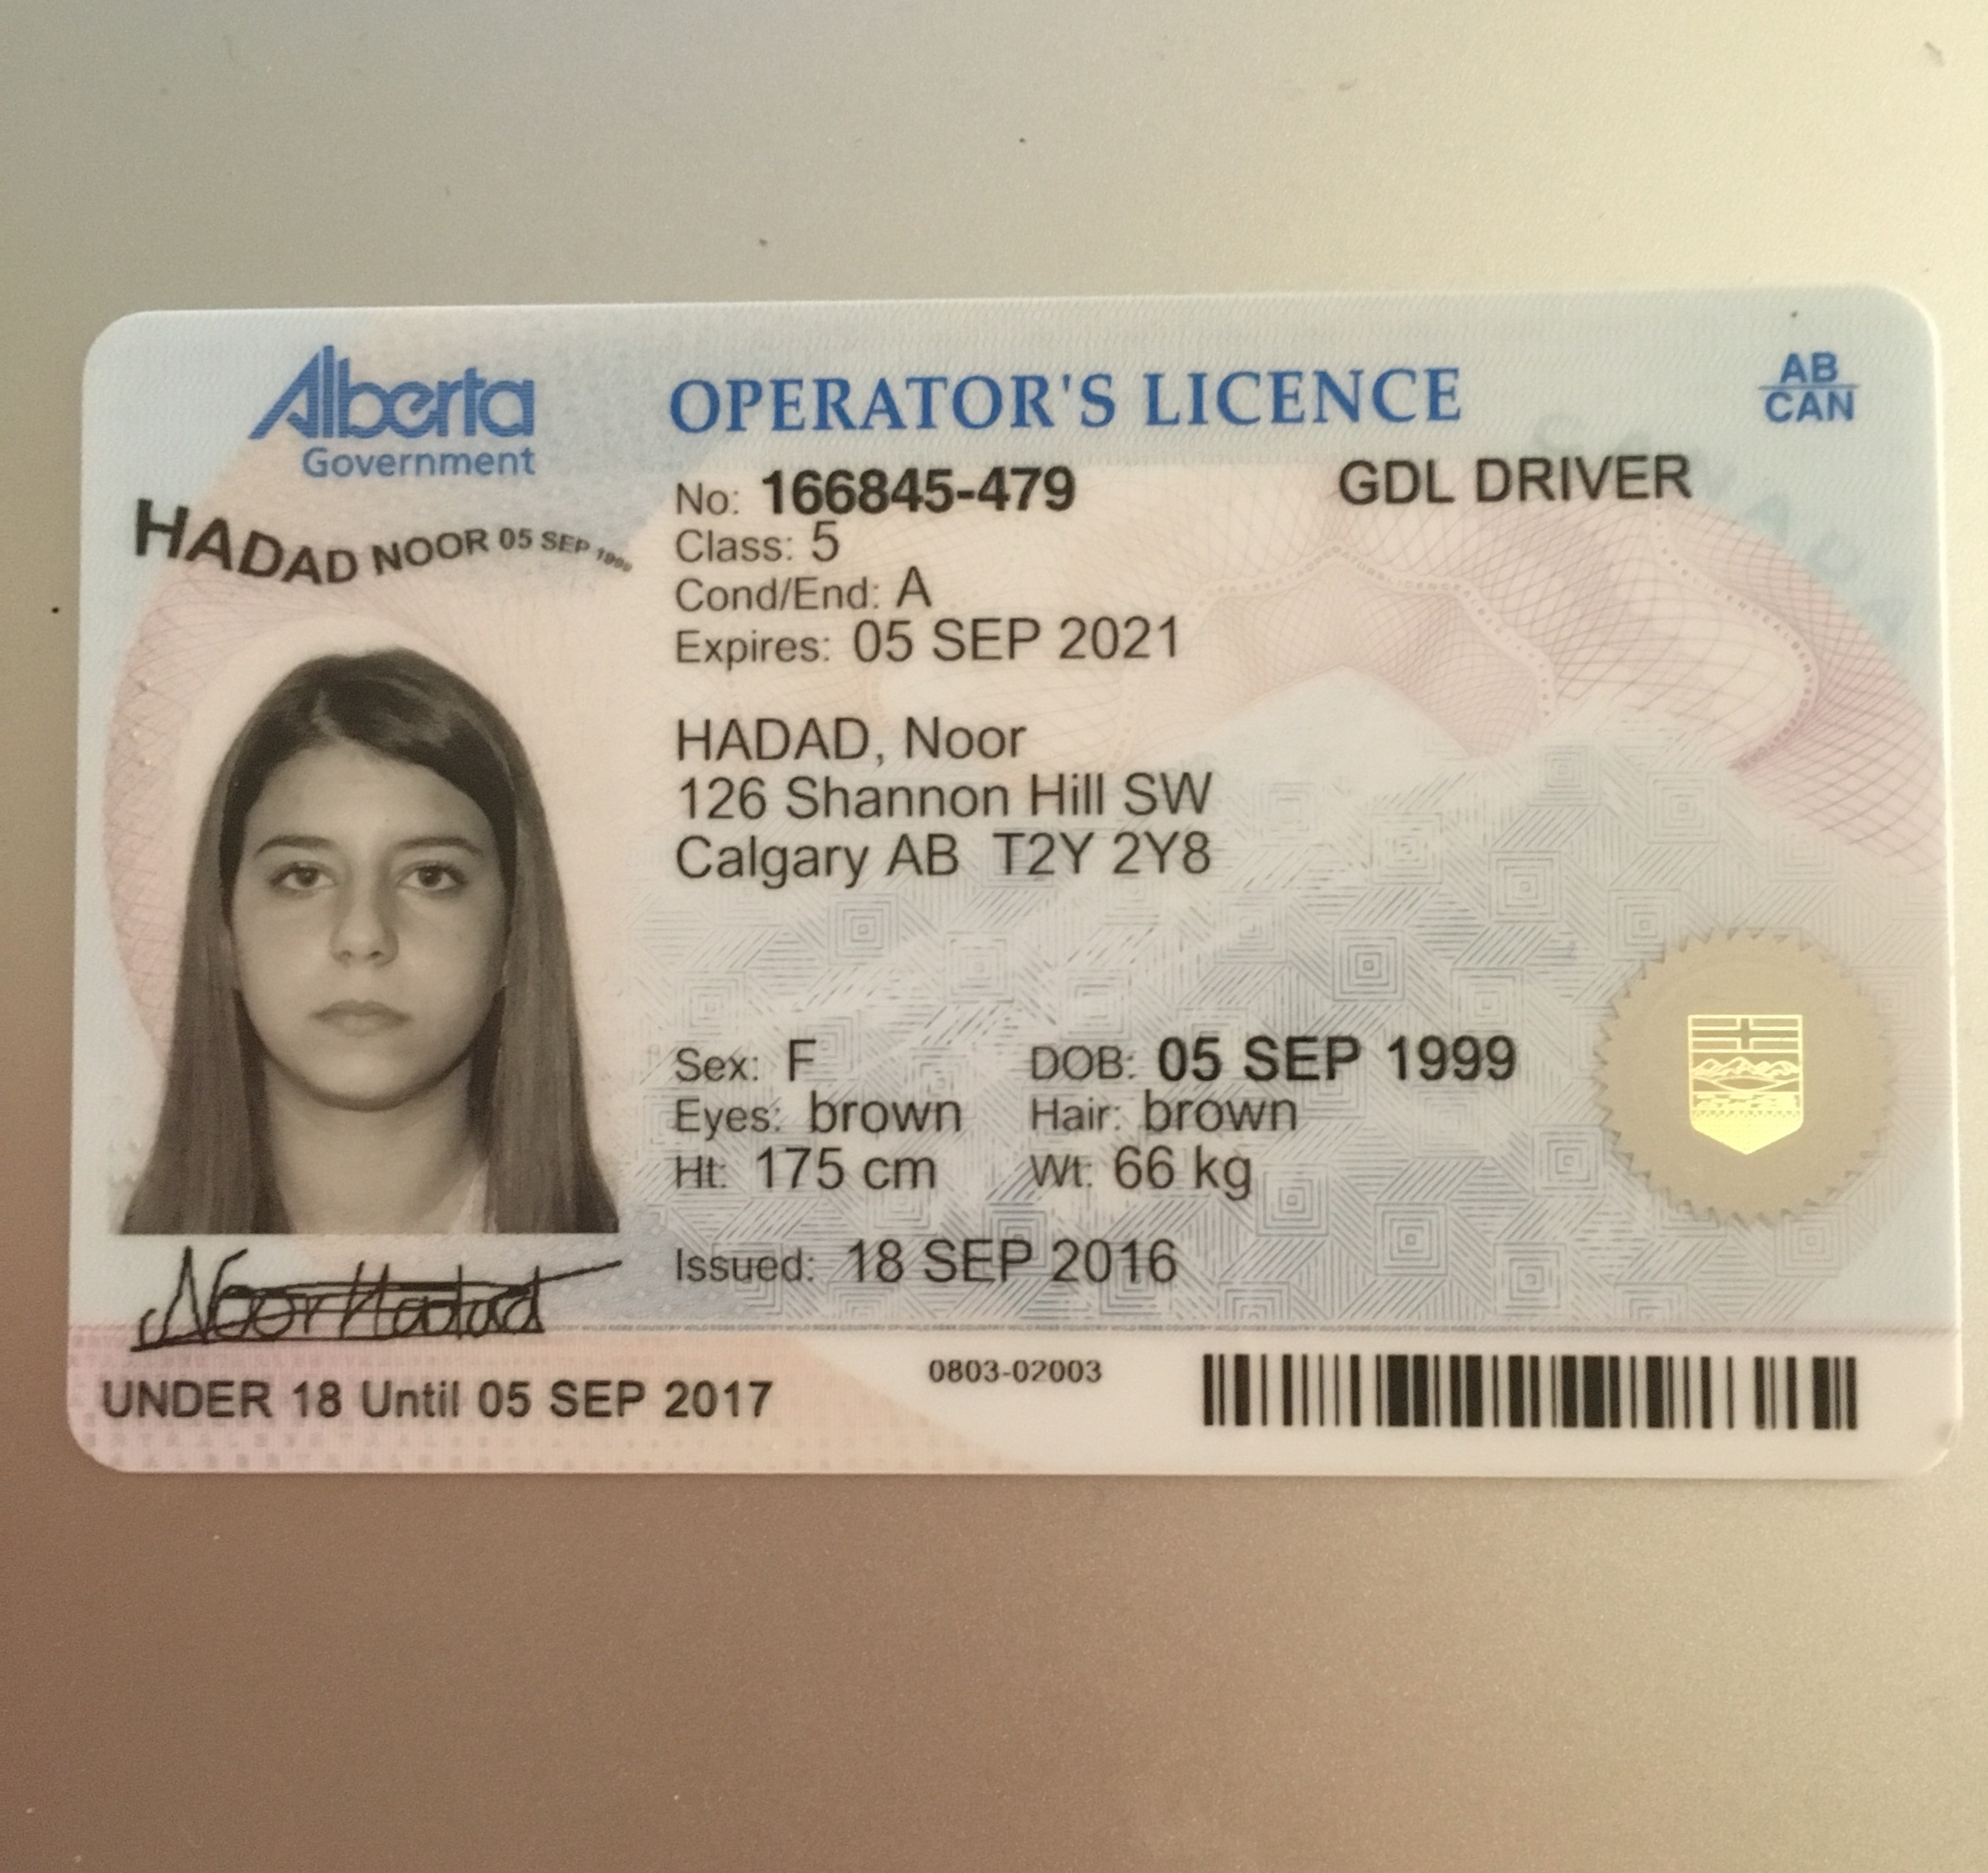 Alberta
Government
OPERATOR'S LICENCE
AB
CAN
No: 166845-479
GDL DRIVER
HADAD NOOR 05 SEP 1999
Class: 5
Cond/End: A
Expires: 05 SEP 2021
HADAD, Noor
126 Shannon Hill SW
Calgary AB T2Y 2Y8
Sex: F DOB: 05 SEP 1999
Eyes: brown Hair: brown
Ht: 175 cm Wt: 66 kg
Issued: 18 SEP 2016
Noor Hadad
0803-02003
UNDER 18 Until 05 SEP 2017